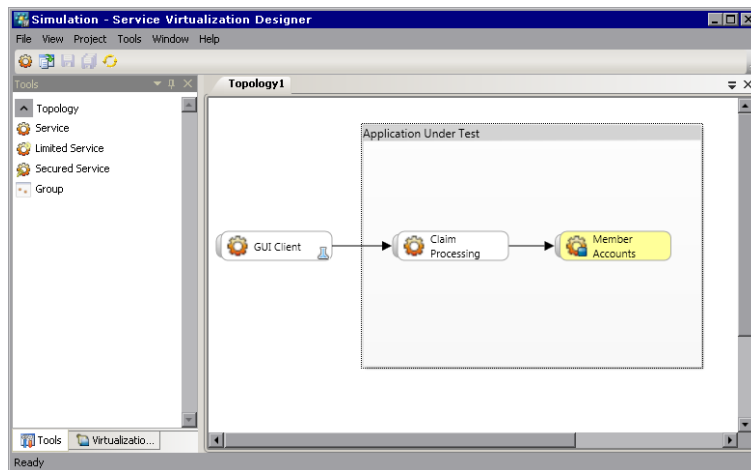 Simulation - Service Virtualization Designer
File View Project Tools Window Help
Tools
Topology1
Topology
Service
Limited Service
Secured Service
Group
Application Under Test
GUI Client
Claim
Processing
Member
Accounts
Tools
Virtualizatio...
Ready